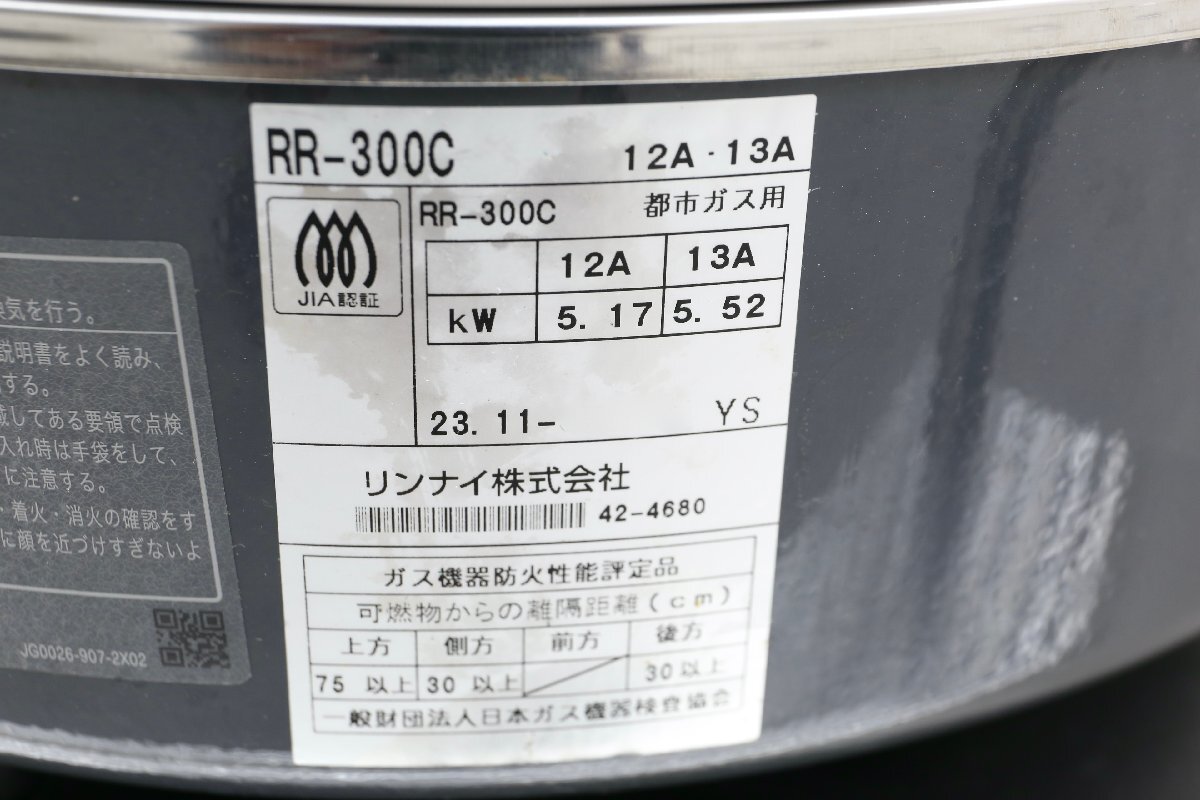 RR-300C 12A・13A
JIA認証
RR-300C 都市ガス用
12A 13A
kW 5.17 5.52
23.11- YS
リンナイ株式会社
42-4680
ガス機器防火性能評定品
可燃物からの離隔距離(cm)
上方 側方 前方 後方
75 以上 30 以上 30 以上
一般財団法人日本ガス機器検査協会
気を行う。
説明書をよく読み、
する。
してある要領で点検
入れ時は手袋をして、
に注意する。
・着火・消火の確認をす
に顔を近づけすぎないよ
JG0026-907-2X02